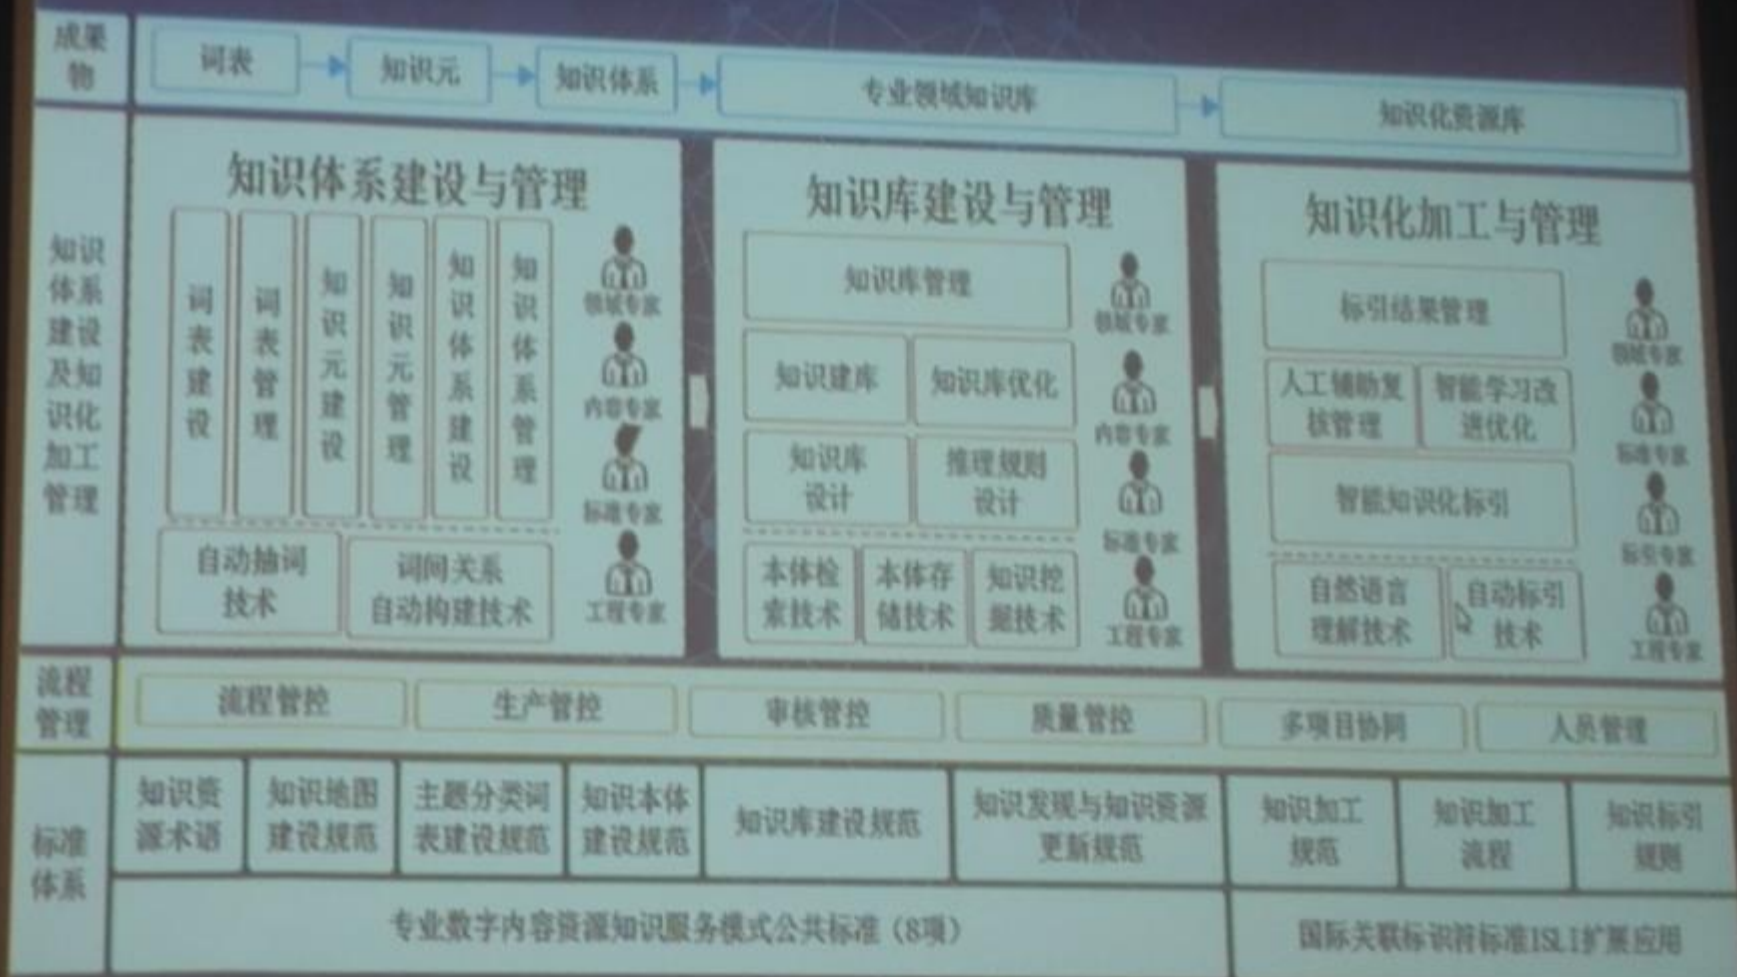 成果
物
词表
知识元
知识体系
专业领域知识库
知识化资源库
知识
体系
建设
及知
识化
加工
管理
知识体系建设与管理
词表建设
词表管理
知识元建设
知识元管理
知识体系建设
知识体系管理
领域专家
内容专家
标准专家
工程专家
自动抽词
技术
词间关系
自动构建技术
知识库建设与管理
知识库管理
知识建库
知识库优化
知识库
设计
推理规则
设计
本体检
索技术
本体存
储技术
知识挖
掘技术
领域专家
内容专家
标准专家
工程专家
知识化加工与管理
标引结果管理
人工辅助复
核管理
智能学习改
进优化
智能知识化标引
自然语言
理解技术
自动标引
技术
领域专家
标准专家
标引专家
工程专家
流程
管理
流程管控
生产管控
审核管控
质量管控
多项目协同
人员管理
标准
体系
知识资
源术语
知识地图
建设规范
主题分类词
表建设规范
知识本体
建设规范
知识库建设规范
知识发现与知识资源
更新规范
知识加工
规范
知识加工
流程
知识标引
规则
专业数字内容资源知识服务模式公共标准（8项）
国际关联标识符标准ISLI扩展应用